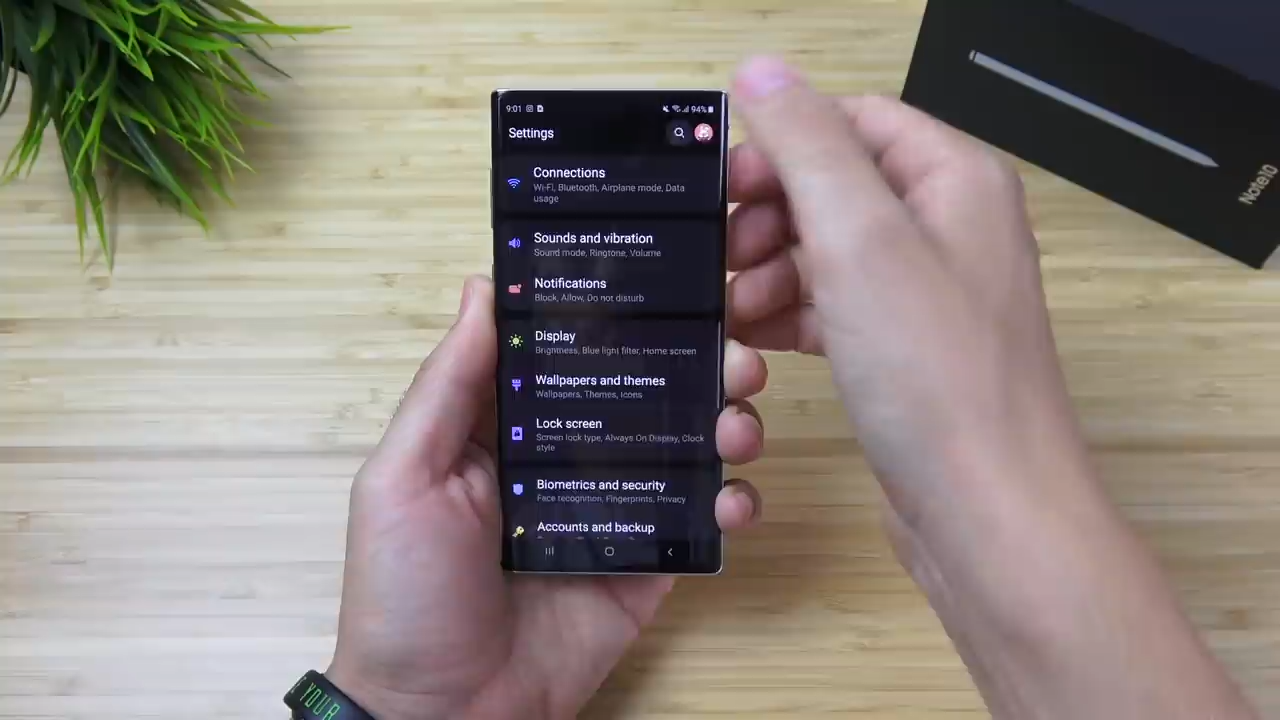 9:01
94%
Settings
Connections
Wi-Fi, Bluetooth, Airplane mode, Data
usage
Sounds and vibration
Sound mode, Ringtone, Volume
Notifications
Block, Allow, Do not disturb
Display
Brightness, Blue light filter, Home screen
Wallpapers and themes
Wallpapers, Themes, Icons
Lock screen
Screen lock type, Always On Display, Clock
style
Biometrics and security
Face recognition, Fingerprints, Privacy
Accounts and backup
Note10
YOUR